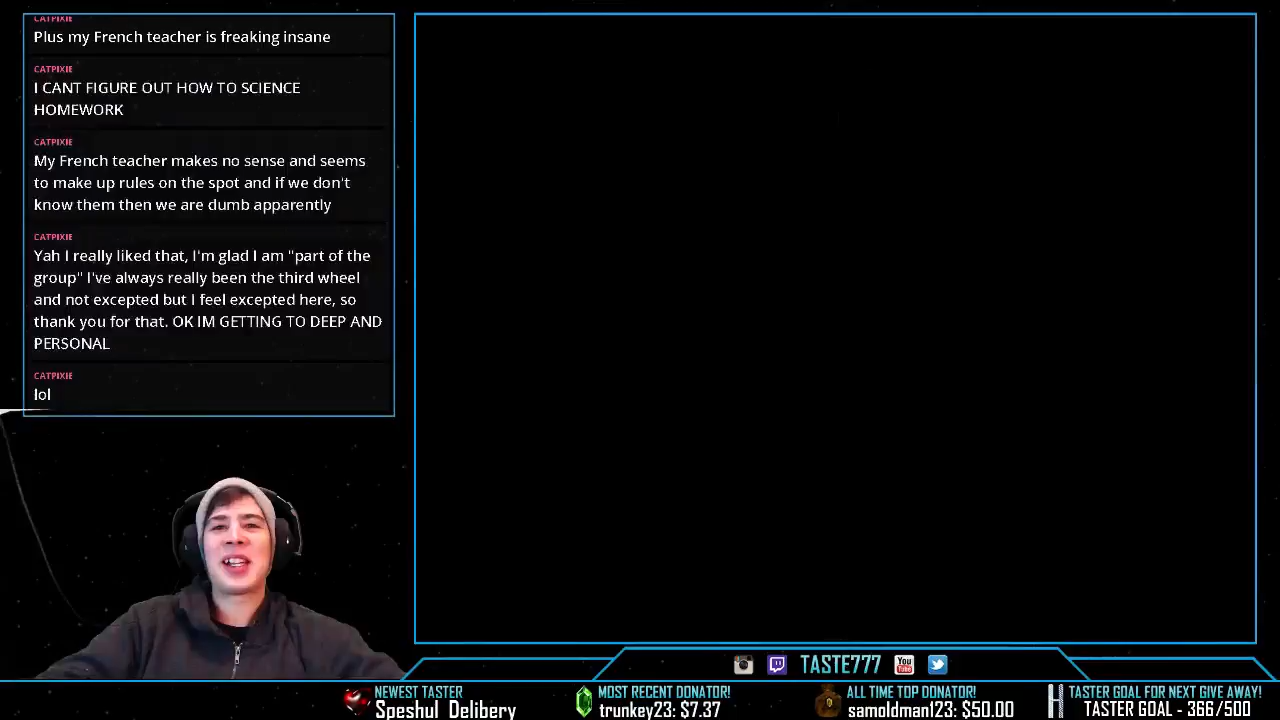 CATPIXIE
Plus my French teacher is freaking insane
CATPIXIE
I CANT FIGURE OUT HOW TO SCIENCE
HOMEWORK
CATPIXIE
My French teacher makes no sense and seems
to make up rules on the spot and if we don't
know them then we are dumb apparently
CATPIXIE
Yah I really liked that, I'm glad I am "part of the
group" I've always really been the third wheel
and not excepted but I feel excepted here, so
thank you for that. OK IM GETTING TO DEEP AND
PERSONAL
CATPIXIE
lol
TASTE777
You Tube
NEWEST TASTER
Speshul Delibery
MOST RECENT DONATOR!
trunkey23: $7.37
ALL TIME TOP DONATOR!
samoldman123: $50.00
TASTER GOAL FOR NEXT GIVE AWAY!
TASTER GOAL - 366/500